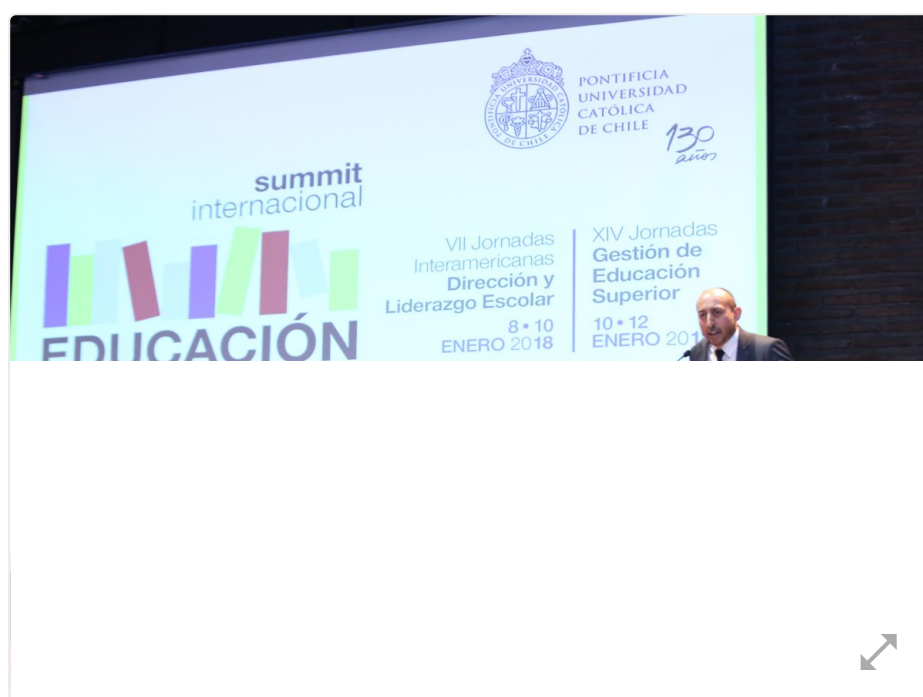 PONTIFICIA
UNIVERSIDAD
CATÓLICA
DE CHILE
130
años
summit
internacional
EDUCACIÓN
VII Jornadas
Interamericanas
Dirección y
Liderazgo Escolar
8 • 10
ENERO 2018
XIV Jornadas
Gestión de
Educación
Superior
10 • 12
ENERO 201